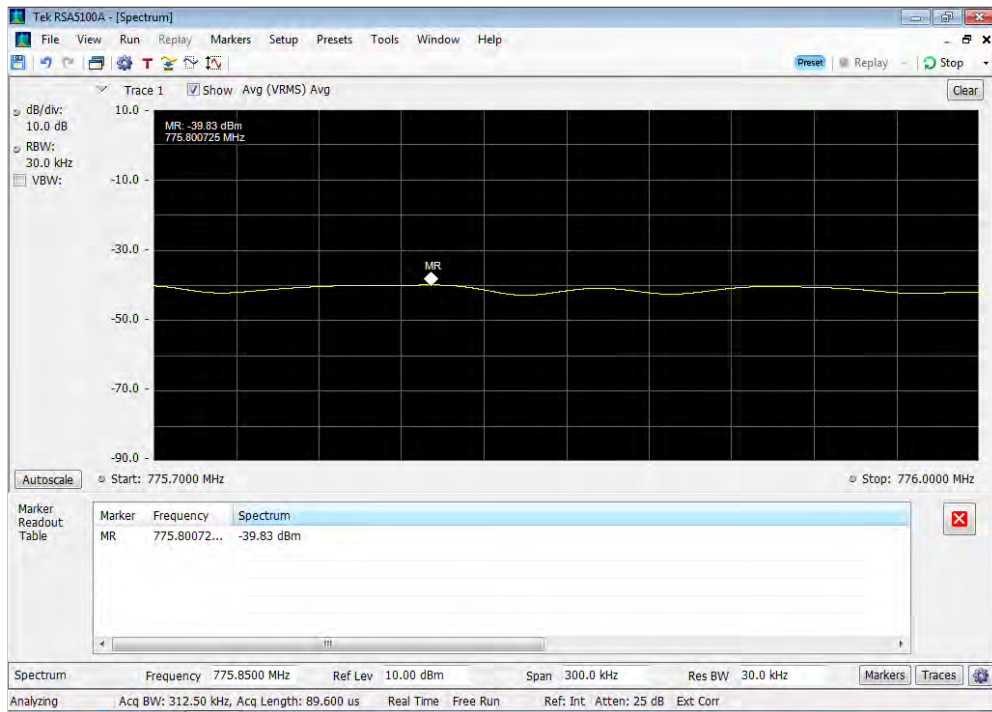 Tek RSA5100A - [Spectrum]
File View Run Replay Markers Setup Presets Tools Window Help
Preset Replay Stop
Trace 1 Show Avg (VRMS) Avg Clear
dB/div:
10.0 dB
RBW:
30.0 kHz
VBW:
10.0
MR: -39.83 dBm
775.800725 MHz
-10.0
-30.0
MR
-50.0
-70.0
-90.0
Autoscale Start: 775.7000 MHz Stop: 776.0000 MHz
Marker
Readout
Table
Marker Frequency Spectrum
MR 775.80072... -39.83 dBm
Spectrum Frequency 775.8500 MHz Ref Lev 10.00 dBm Span 300.0 kHz Res BW 30.0 kHz Markers Traces
Analyzing Acq BW: 312.50 kHz, Acq Length: 89.600 us Real Time Free Run Ref: Int Atten: 25 dB Ext Corr